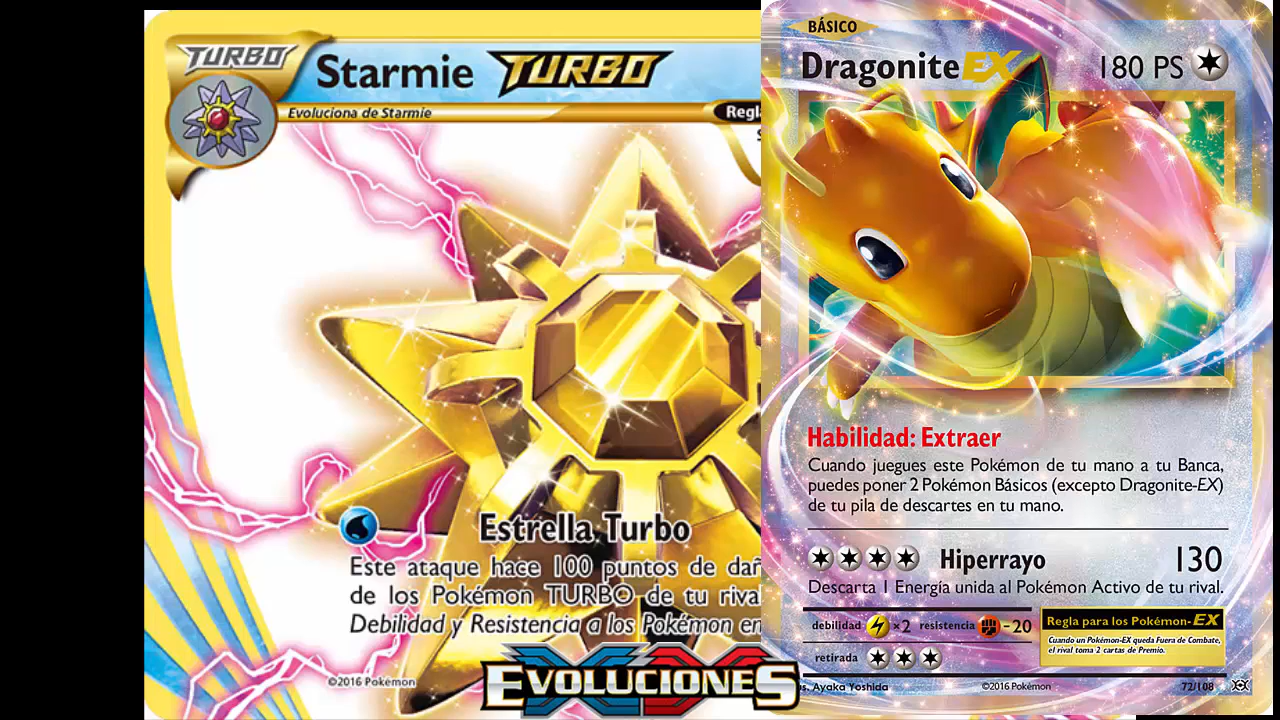 TURBO
Starmie TURBO
Evoluciona de Starmie
Estrella Turbo
Este ataque hace 100 puntos de
de los Pokémon TURBO de tu
Debilidad y Resistencia a los Pokémon
©2016 Pokémon
XY
EVOLUCIONES
BÁSICO
Dragonite EX 180 PS
Habilidad: Extraer
Cuando juegues este Pokémon de tu mano a tu Banca,
puedes poner 2 Pokémon Básicos (excepto Dragonite-EX)
de tu pila de descartes en tu mano.
Hiperrayo 130
Descarta 1 Energía unida al Pokémon Activo de tu rival.
debilidad ×2 resistencia -20
retirada
Regla para los Pokémon-EX
Cuando un Pokémon-EX queda Fuera de Combate,
el rival toma 2 cartas de Premio.
Ayaka Yoshida ©2016 Pokémon 72/108